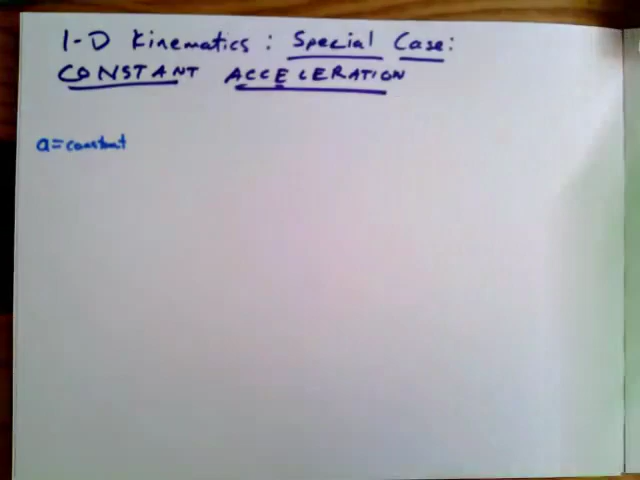 1-D Kinematics: Special Case:
CONSTANT ACCELERATION
a=constant